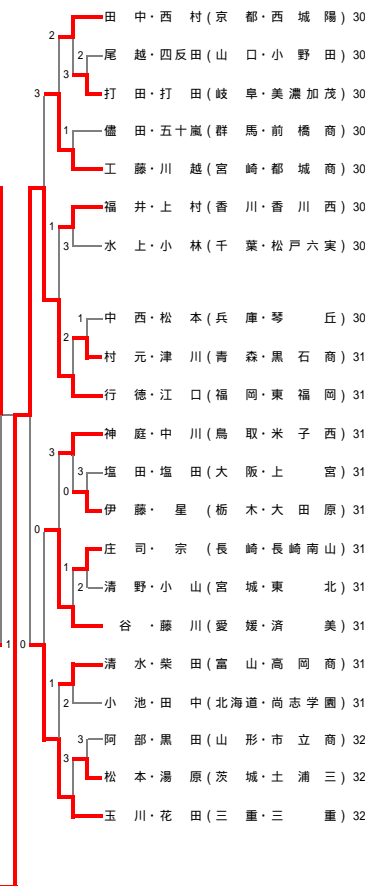 田 中・西 村(京 都・西 城 陽) 30
尾 越・四反田(山 口・小 野 田) 30
打 田・打 田(岐 阜・美濃加茂) 30
儘 田・五十嵐(群 馬・前 橋 商) 30
工 藤・川 越(宮 崎・都 城 商) 30
福 井・上 村(香 川・香 川 西) 30
水 上・小 林(千 葉・松戸六実) 30
中 西・松 本(兵 庫・琴 丘) 30
村 元・津 川(青 森・黒 石 商) 31
行 徳・江 口(福 岡・東 福 岡) 31
神 庭・中 川(鳥 取・米 子 西) 31
塩 田・塩 田(大 阪・上 宮) 31
伊 藤・ 星 (栃 木・大 田 原) 31
庄 司・ 宗 (長 崎・長崎南山) 31
清 野・小 山(宮 城・東 北) 31
谷 ・藤 川(愛 媛・済 美) 31
清 水・柴 田(富 山・高 岡 商) 31
小 池・田 中(北海道・尚志学園) 31
阿 部・黒 田(山 形・市 立 商) 32
松 本・湯 原(茨 城・土 浦 三) 32
玉 川・花 田(三 重・三 重) 32
2
2
3
3
1
1
3
1
2
3
3
0
0
1
2
1 0
1
2
3
3